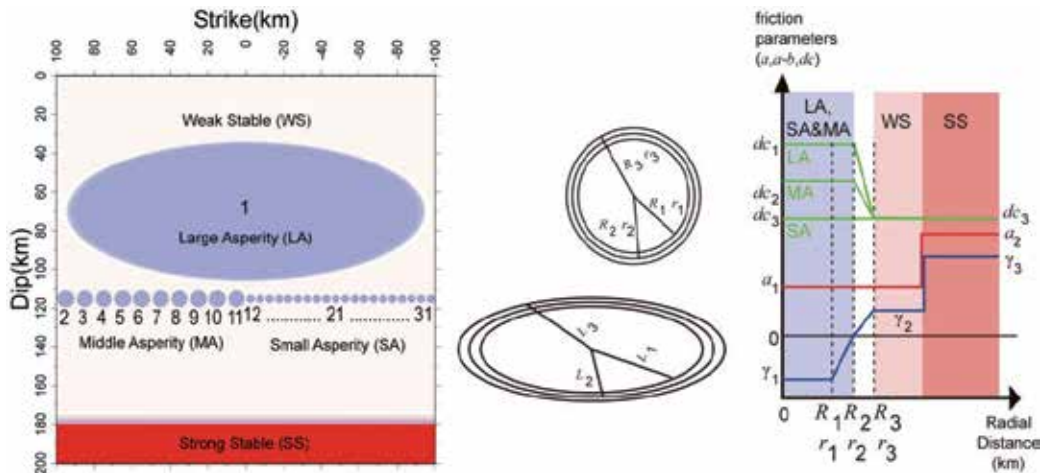 Strike(km)
100 80 60 40 20 0 -20 -40 -60 -80 -100
Dip(km)
0
20
40
60
80
100
120
140
160
180
200
Weak Stable (WS)
1
Large Asperity (LA)
2 3 4 5 6 7 8 9 10 11 12 ......... 21 ......... 31
Middle Asperity (MA) Small Asperity (SA)
Strong Stable (SS)
R3 r3
R1 r1
R2 r2
L3
L1
L2
friction
parameters
(a,a-b,dc)
LA,
SA&MA
WS
SS
dc1
LA
MA
dc2
dc3
SA
dc3
a2
γ3
a1
γ2
0
γ1
0 R1 R2 R3
r1 r2 r3
Radial
Distance
(km)